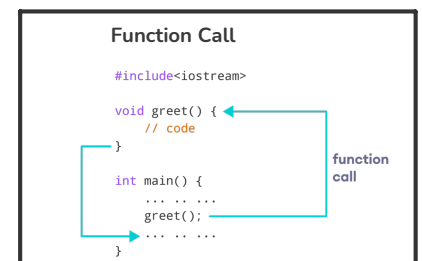 Function Call
#include<iostream>
void greet() {
// code
}
function
call
int main() {
... .. ...
greet();
... .. ...
}